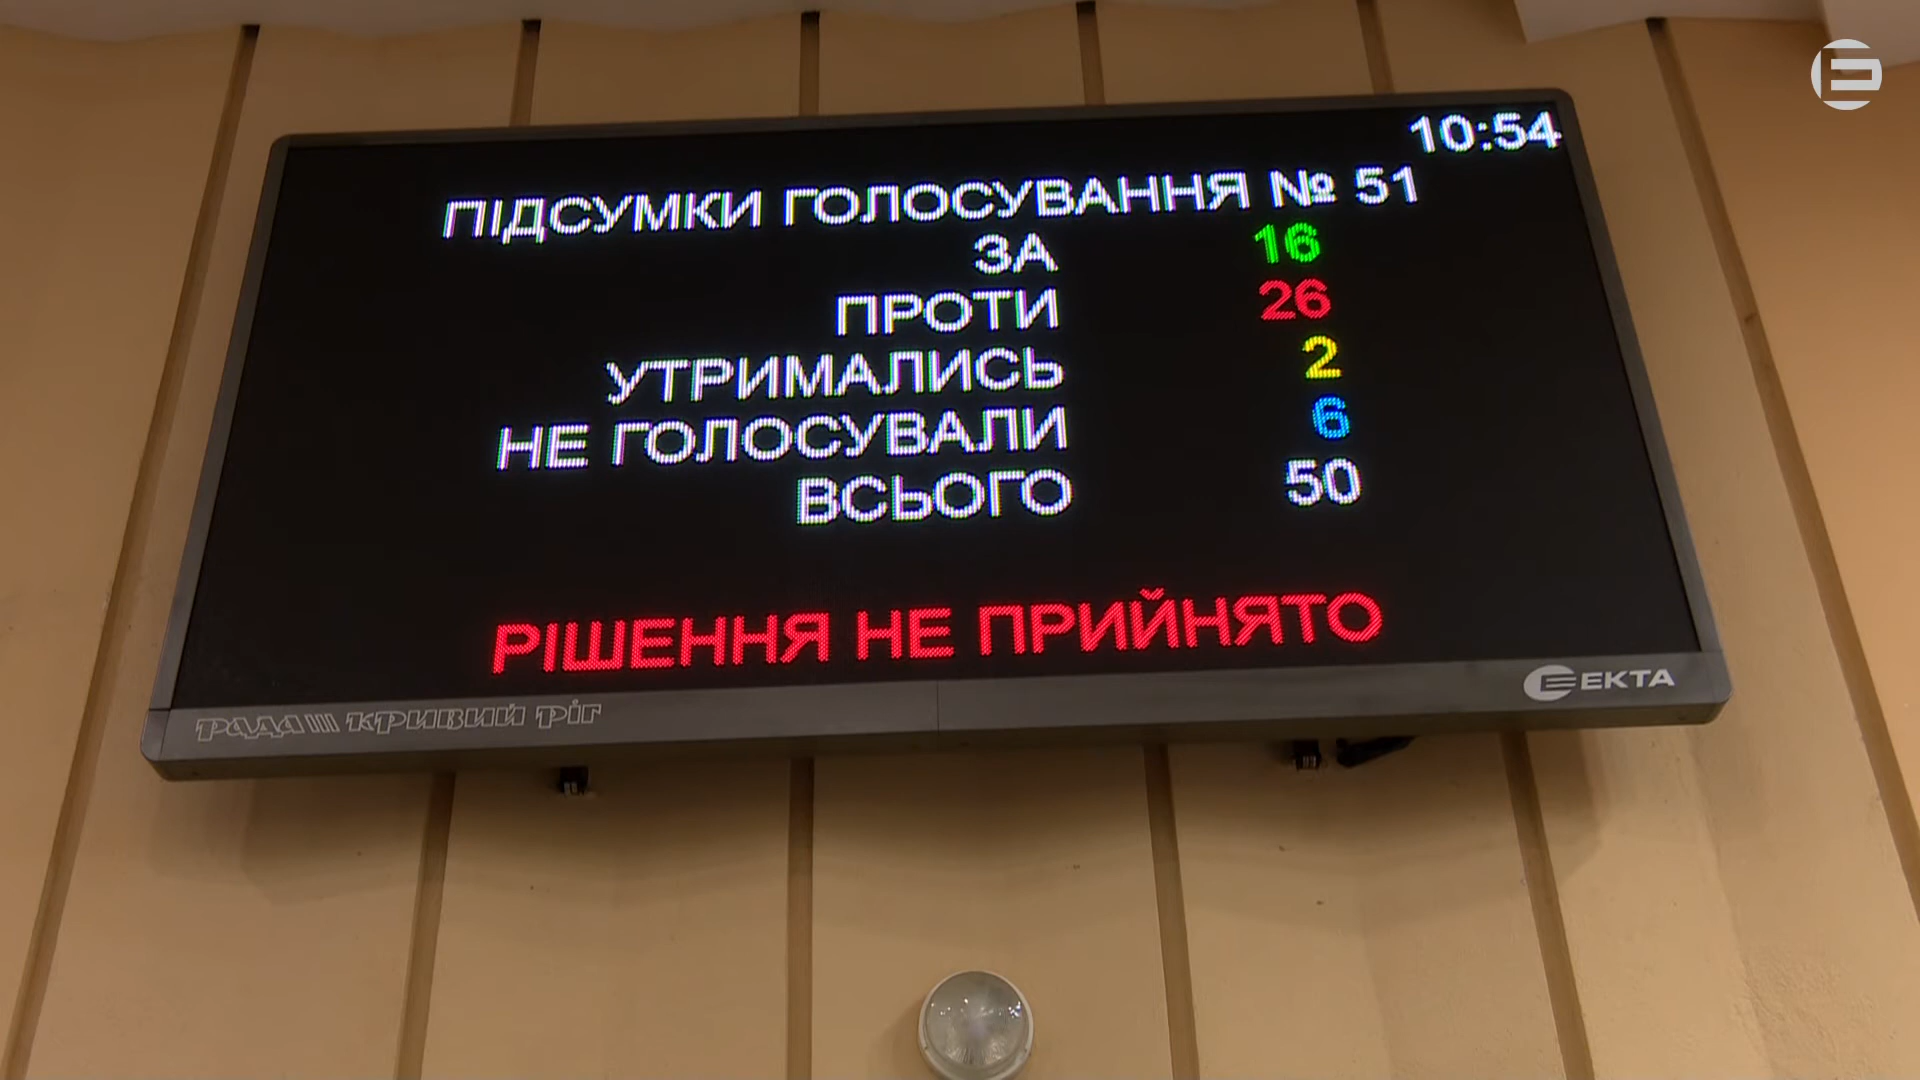 10:54
ПІДСУМКИ ГОЛОСУВАННЯ № 51
ЗА 16
ПРОТИ 26
УТРИМАЛИСЬ 2
НЕ ГОЛОСУВАЛИ 6
ВСЬОГО 50
РІШЕННЯ НЕ ПРИЙНЯТО
РАДА КРИВИЙ РІГ
ЕКТА